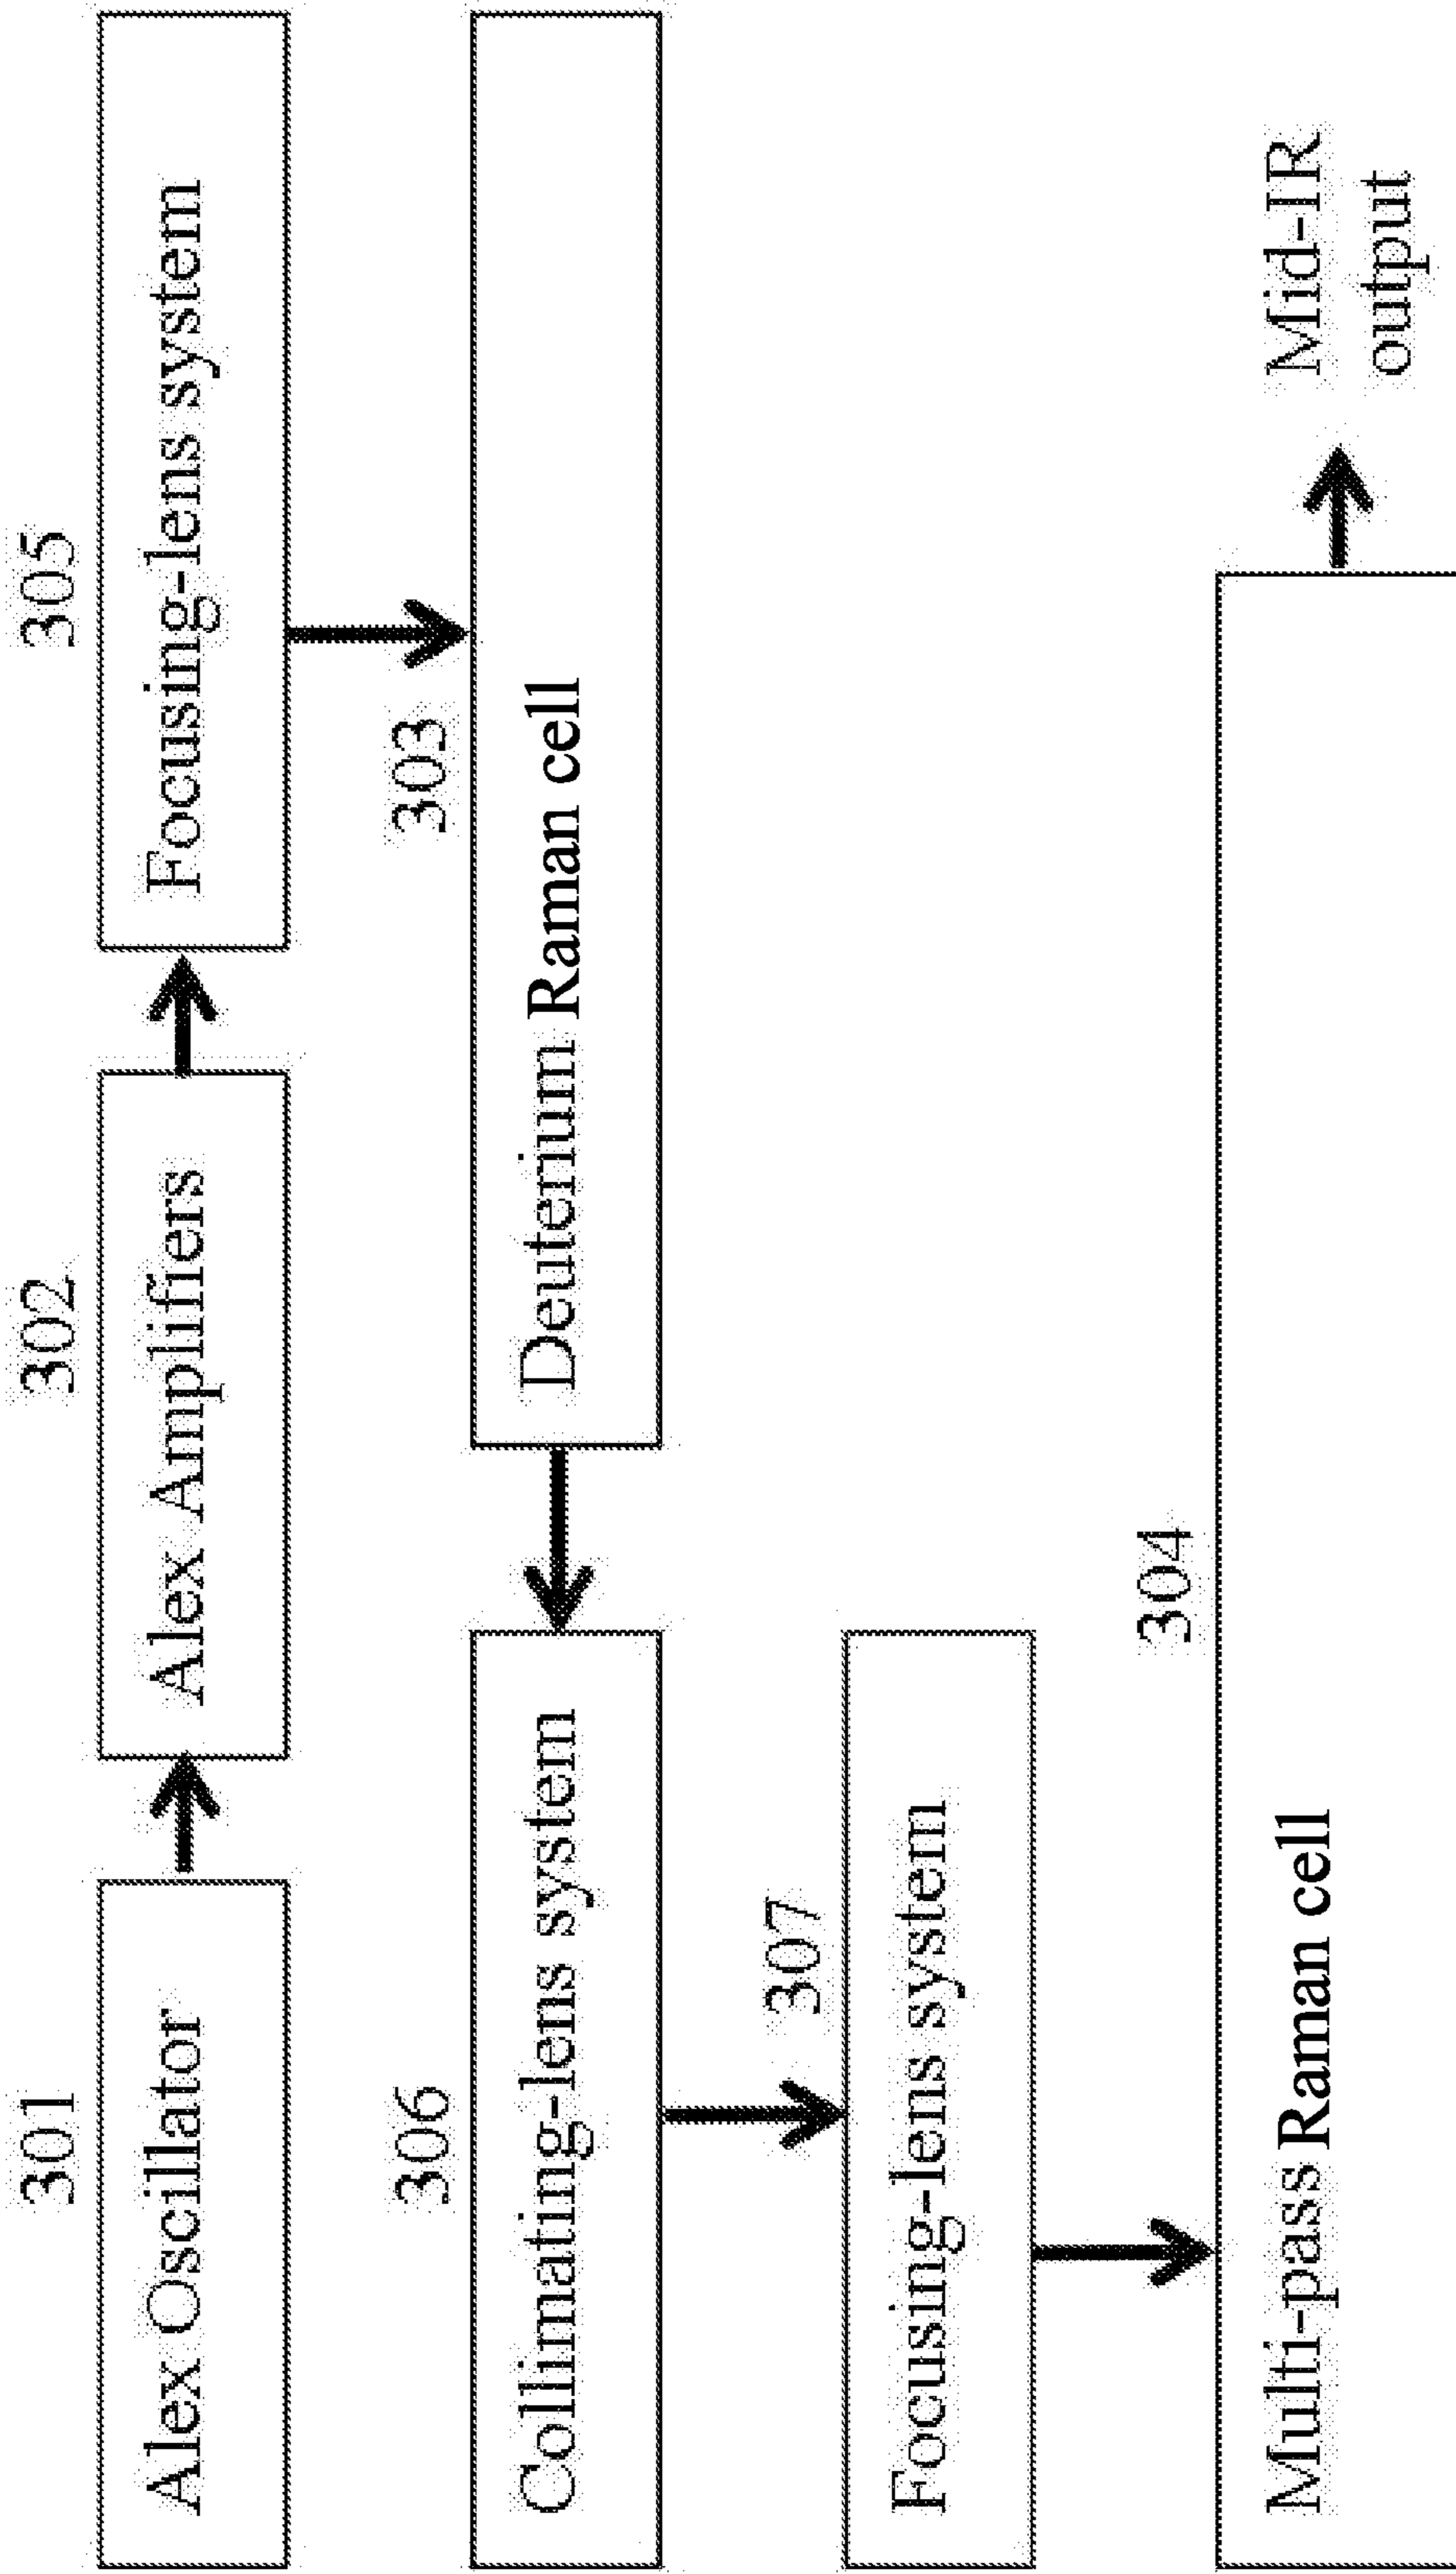 301
Alex Oscillator
302
Alex Amplifiers
305
Focusing-lens system
303
Deuterium Raman cell
306
Collimating-lens system
307
Focusing-lens system
304
Multi-pass Raman cell
Mid-IR
output